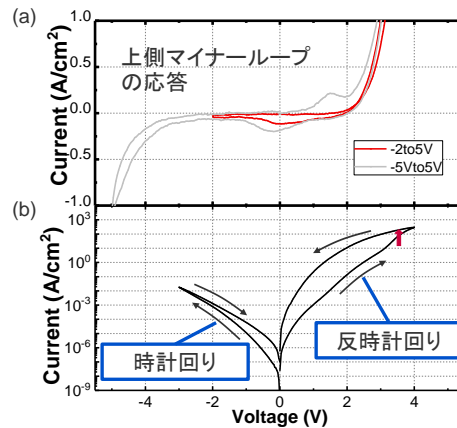 (a)
上側マイナーループ
の応答
Current (A/cm²)
1.0
0.5
0.0
-0.5
-1.0
-2to5V
-5Vto5V
(b)
Current (A/cm²)
10³
10⁰
10⁻³
10⁻⁶
10⁻⁹
時計回り
反時計回り
-4
-2
0
2
4
Voltage (V)